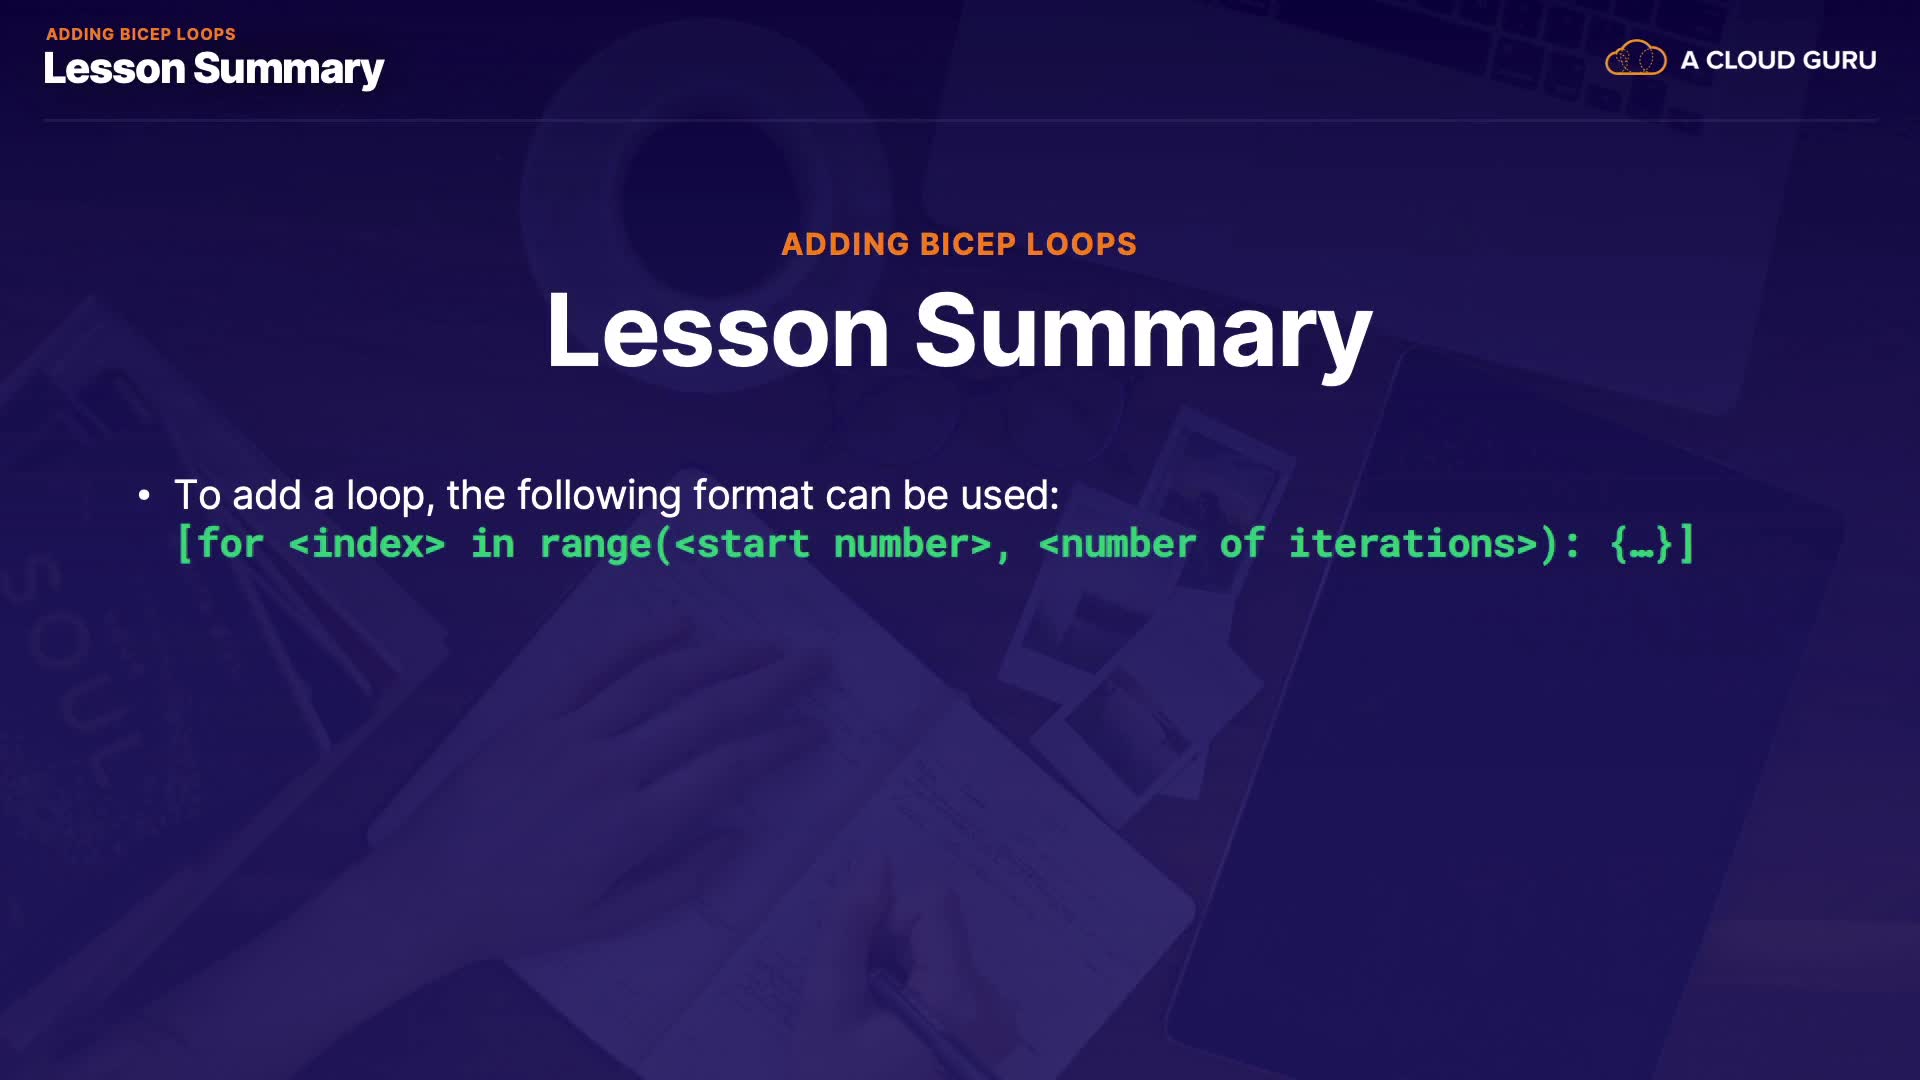 ADDING BICEP LOOPS
Lesson Summary
A CLOUD GURU
ADDING BICEP LOOPS
Lesson Summary
• To add a loop, the following format can be used:
[for <index> in range(<start number>, <number of iterations>): {…}]
SOUL